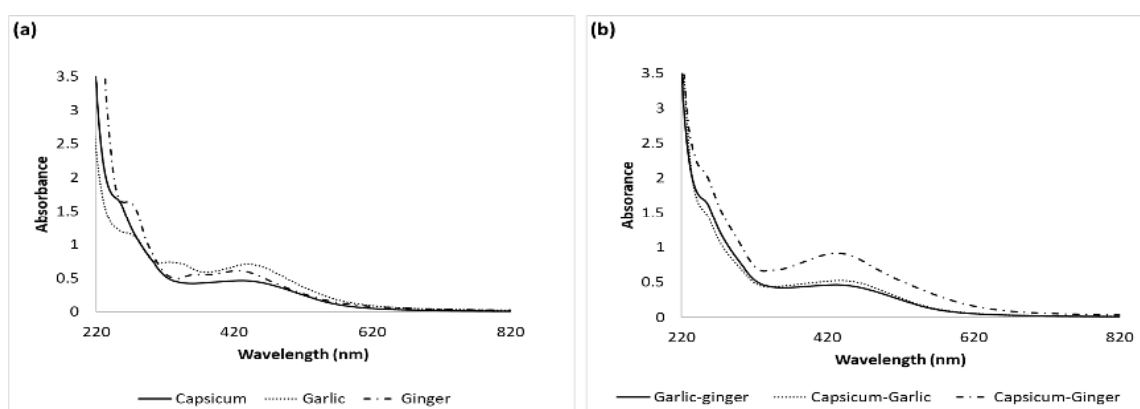 (a)
3.5
3
2.5
2
1.5
1
0.5
0
Absorbance
220 420 620 820
Wavelength (nm)
Capsicum Garlic Ginger
(b)
3.5
3
2.5
2
1.5
1
0.5
0
Absorance
220 420 620 820
Wavelength (nm)
Garlic-ginger Capsicum-Garlic Capsicum-Ginger